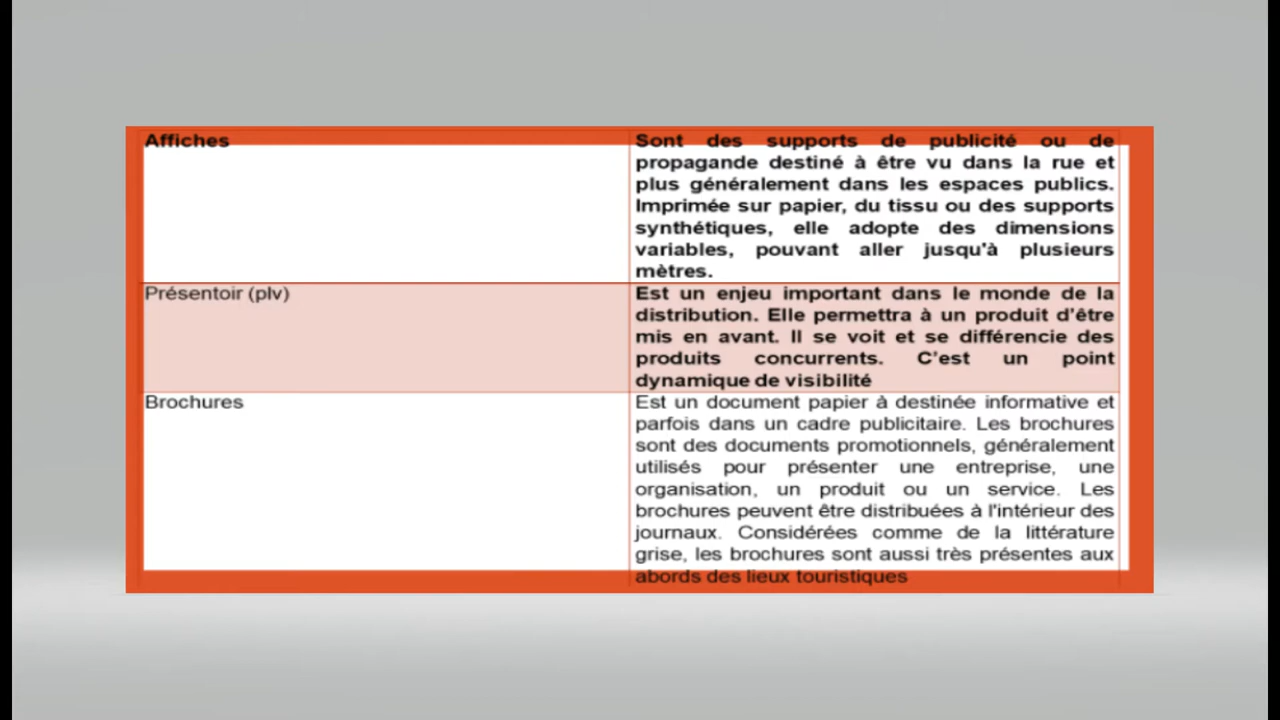 Affiches
Sont des supports de publicité ou de
propagande destiné à être vu dans la rue et
plus généralement dans les espaces publics.
Imprimée sur papier, du tissu ou des supports
synthétiques, elle adopte des dimensions
variables, pouvant aller jusqu'à plusieurs
mètres.
Présentoir (plv)
Est un enjeu important dans le monde de la
distribution. Elle permettra à un produit d'être
mis en avant. Il se voit et se différencie des
produits concurrents. C'est un point
dynamique de visibilité
Brochures
Est un document papier à destinée informative et
parfois dans un cadre publicitaire. Les brochures
sont des documents promotionnels, généralement
utilisés pour présenter une entreprise, une
organisation, un produit ou un service. Les
brochures peuvent être distribuées à l'intérieur des
journaux. Considérées comme de la littérature
grise, les brochures sont aussi très présentes aux
abords des lieux touristiques